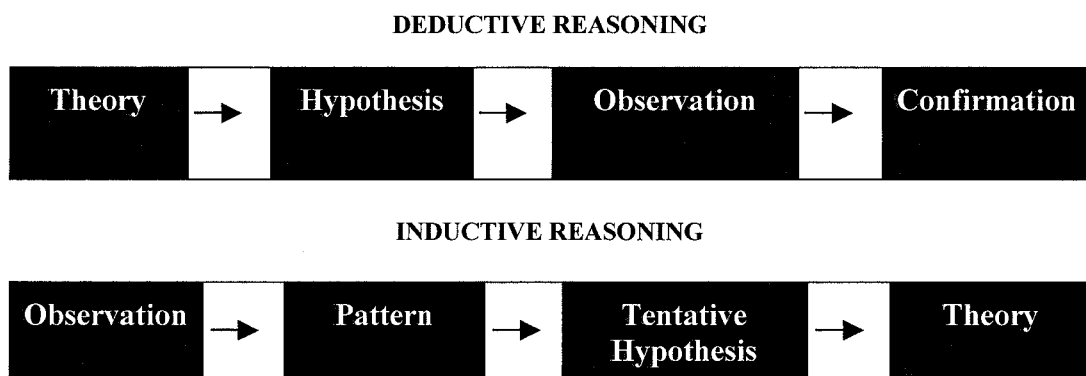 DEDUCTIVE REASONING
Theory → Hypothesis → Observation → Confirmation
INDUCTIVE REASONING
Observation → Pattern → Tentative Hypothesis → Theory